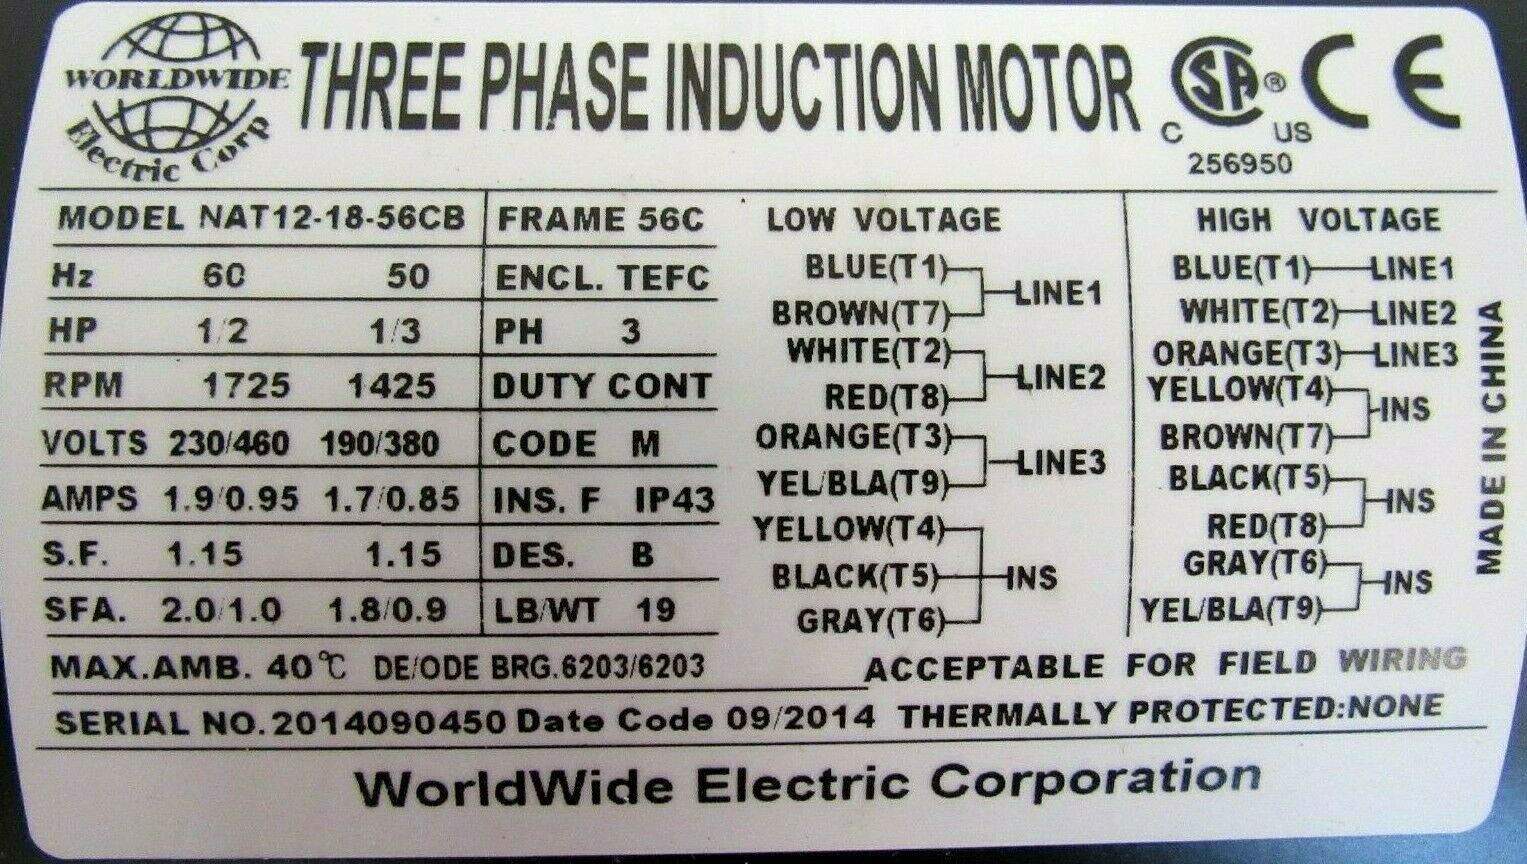 WORLDWIDE
Electric Corp
THREE PHASE INDUCTION MOTOR
CSA® CE
C US
256950
MODEL NAT12-18-56CB FRAME 56C
Hz 60 50 ENCL. TEFC
HP 1/2 1/3 PH 3
RPM 1725 1425 DUTY CONT
VOLTS 230/460 190/380 CODE M
AMPS 1.9/0.95 1.7/0.85 INS. F IP43
S.F. 1.15 1.15 DES. B
SFA. 2.0/1.0 1.8/0.9 LB/WT 19
LOW VOLTAGE
BLUE(T1)
BROWN(T7)
LINE1
WHITE(T2)
RED(T8)
LINE2
ORANGE(T3)
YEL/BLA(T9)
LINE3
YELLOW(T4)
BLACK(T5)
GRAY(T6)
INS
HIGH VOLTAGE
BLUE(T1) LINE1
WHITE(T2) LINE2
ORANGE(T3) LINE3
YELLOW(T4)
BROWN(T7)
INS
BLACK(T5)
RED(T8)
INS
GRAY(T6)
YEL/BLA(T9)
INS
MADE IN CHINA
MAX.AMB. 40℃ DE/ODE BRG.6203/6203 ACCEPTABLE FOR FIELD WIRING
SERIAL NO.2014090450 Date Code 09/2014 THERMALLY PROTECTED:NONE
WorldWide Electric Corporation